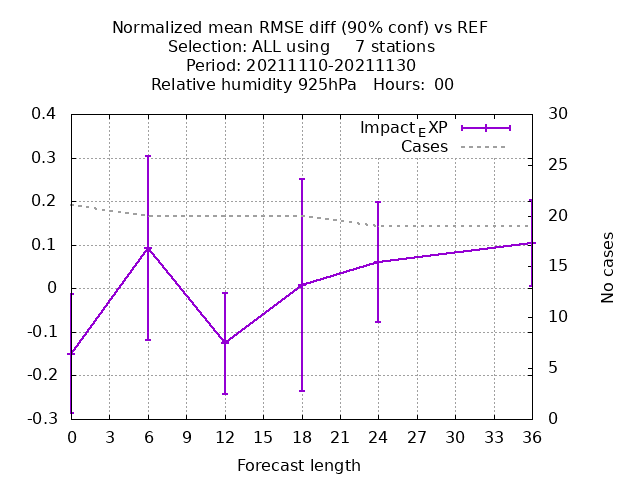 Normalized mean RMSE diff (90% conf) vs REF
Selection: ALL using     7 stations
Period: 20211110-20211130
Relative humidity 925hPa   Hours:  00
0.4
0.3
0.2
0.1
0
-0.1
-0.2
-0.3
Impact_EXP
Cases
30
25
20
15
10
5
0
No cases
0 3 6 9 12 15 18 21 24 27 30 33 36
Forecast length